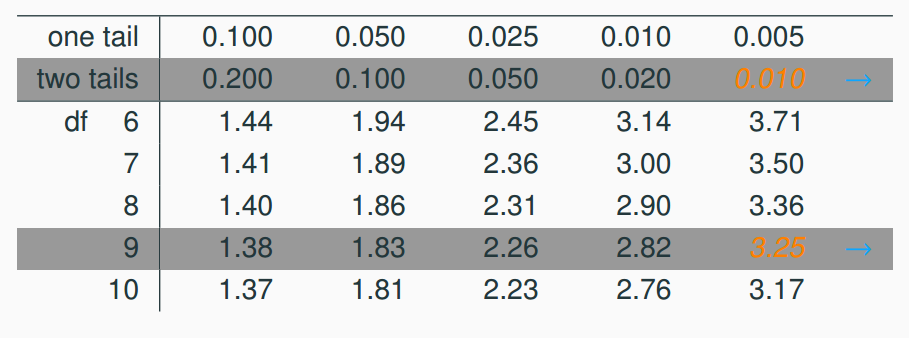 one tail 0.100 0.050 0.025 0.010 0.005
two tails 0.200 0.100 0.050 0.020 0.010 →
df 6 1.44 1.94 2.45 3.14 3.71
7 1.41 1.89 2.36 3.00 3.50
8 1.40 1.86 2.31 2.90 3.36
9 1.38 1.83 2.26 2.82 3.25 →
10 1.37 1.81 2.23 2.76 3.17